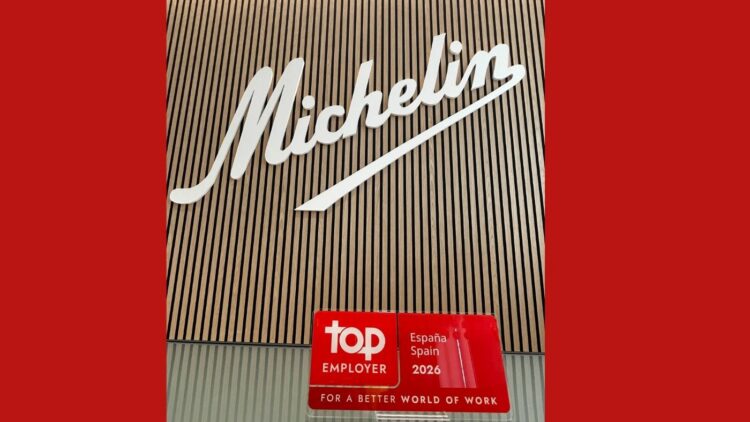 Michelin
top
EMPLOYER
España
Spain
2026
FOR A BETTER WORLD OF WORK